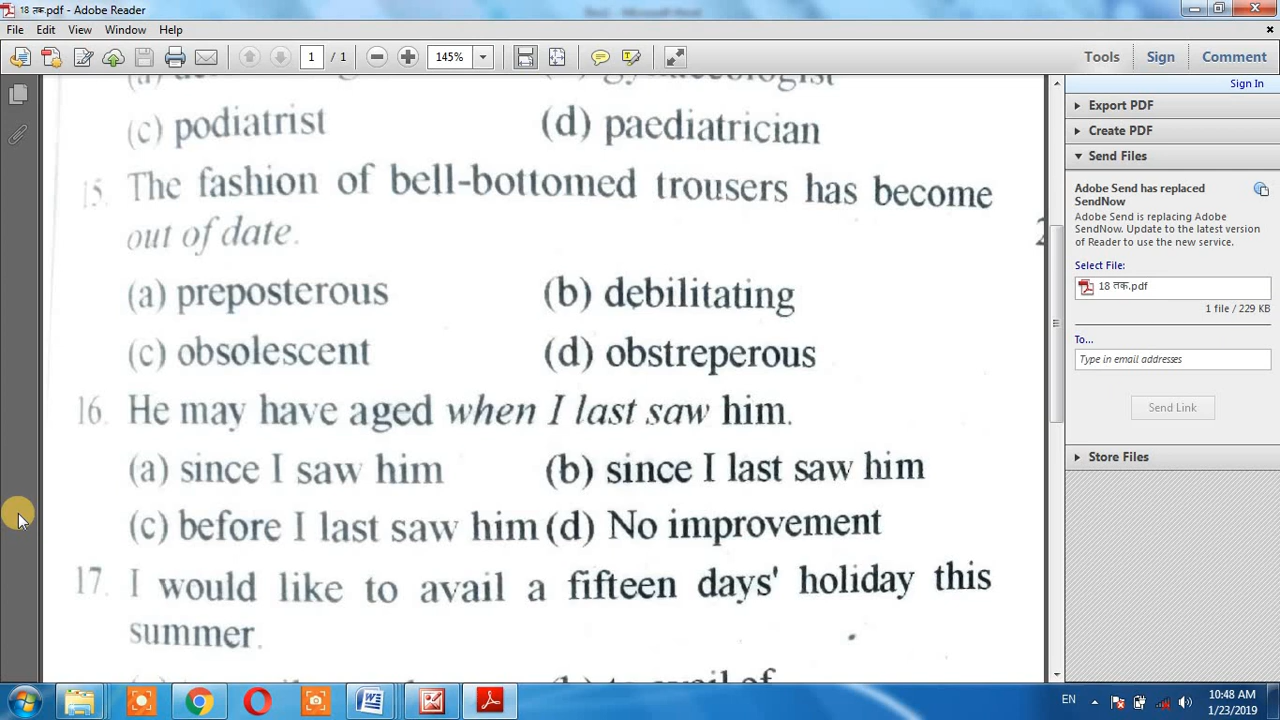 18 तक.pdf - Adobe Reader
File Edit View Window Help
1 / 1 145% Tools Sign Comment
Sign In
gynaecologist
(c) podiatrist (d) paediatrician
15. The fashion of bell-bottomed trousers has become
out of date.
(a) preposterous (b) debilitating
(c) obsolescent (d) obstreperous
16. He may have aged when I last saw him.
(a) since I saw him (b) since I last saw him
(c) before I last saw him (d) No improvement
17. I would like to avail a fifteen days' holiday this
summer.
Export PDF
Create PDF
Send Files
Adobe Send has replaced
SendNow.
Adobe Send is replacing Adobe
SendNow. Update to the latest version
of Reader to use the new service.
Select File:
18 तक.pdf
1 file / 229 KB
To...
Type in email addresses
Send Link
Store Files
EN 10:48 AM
1/23/2019